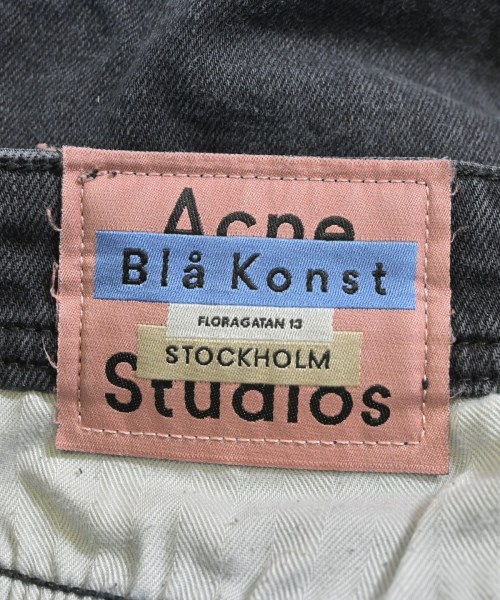 Acne
Blå Konst
FLORAGATAN 13
STOCKHOLM
Studios